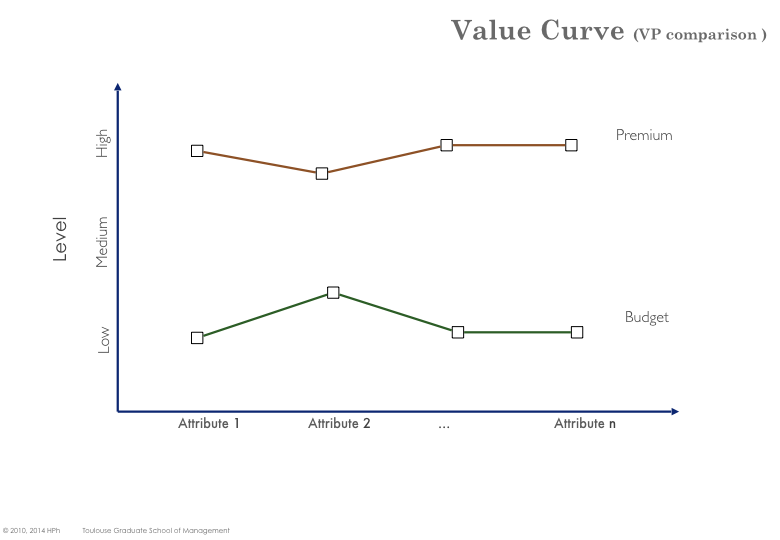 Value Curve (VP comparison )
High
Premium
Level
Medium
Budget
Low
Attribute 1
Attribute 2
...
Attribute n
© 2010, 2014 HPh
Toulouse Graduate School of Management